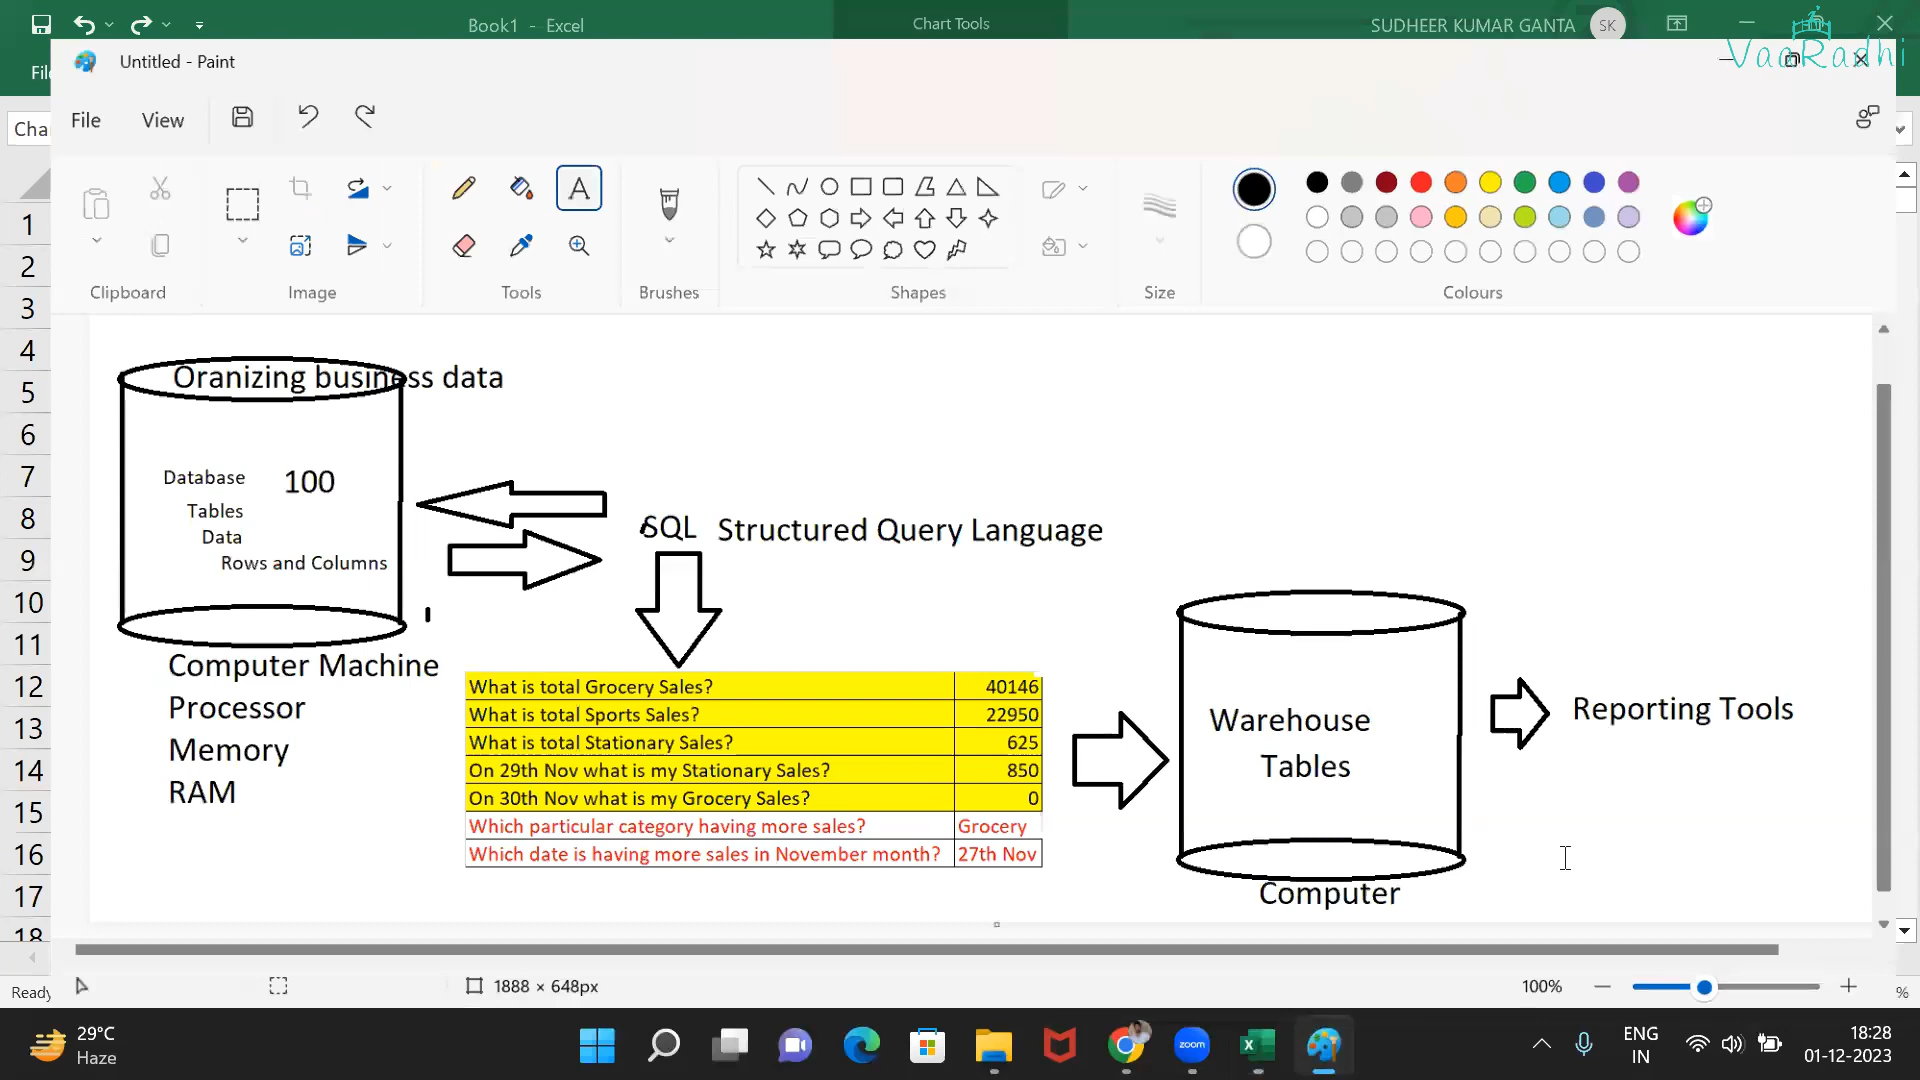 Book1 - Excel
Chart Tools
SUDHEER KUMAR GANTA
SK
VaaRadhi
Untitled - Paint
File
View
Cha
Clipboard
Image
Tools
Brushes
Shapes
Size
Colours
1
2
3
4
5
6
7
8
9
10
11
12
13
14
15
16
17
18
Oranizing business data
Database
100
Tables
Data
Rows and Columns
SQL
Structured Query Language
Computer Machine
Processor
Memory
RAM
What is total Grocery Sales? 40146
What is total Sports Sales? 22950
What is total Stationary Sales? 625
On 29th Nov what is my Stationary Sales? 850
On 30th Nov what is my Grocery Sales? 0
Which particular category having more sales? Grocery
Which date is having more sales in November month? 27th Nov
Warehouse
Tables
Computer
Reporting Tools
1888 × 648px
100%
Ready
%
29°C
Haze
zoom
ENG
IN
18:28
01-12-2023